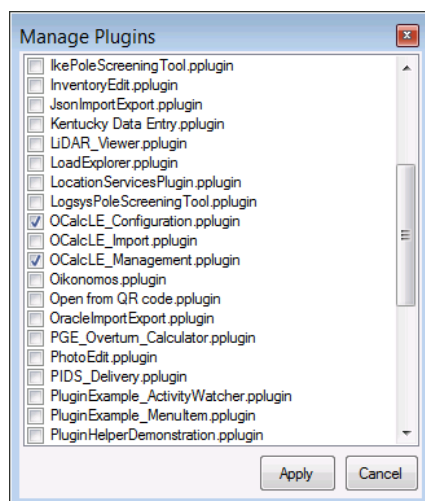 Manage Plugins
IkePoleScreeningTool.pplugin
InventoryEdit.pplugin
JsonImportExport.pplugin
Kentucky Data Entry.pplugin
LiDAR_Viewer.pplugin
LoadExplorer.pplugin
LocationServicesPlugin.pplugin
LogsysPoleScreeningTool.pplugin
OCalcLE_Configuration.pplugin
OCalcLE_Import.pplugin
OCalcLE_Management.pplugin
Oikonomos.pplugin
Open from QR code.pplugin
OracleImportExport.pplugin
PGE_Overturn_Calculator.pplugin
PhotoEdit.pplugin
PIDS_Delivery.pplugin
PluginExample_ActivityWatcher.pplugin
PluginExample_MenuItem.pplugin
PluginHelperDemonstration.pplugin
Apply Cancel